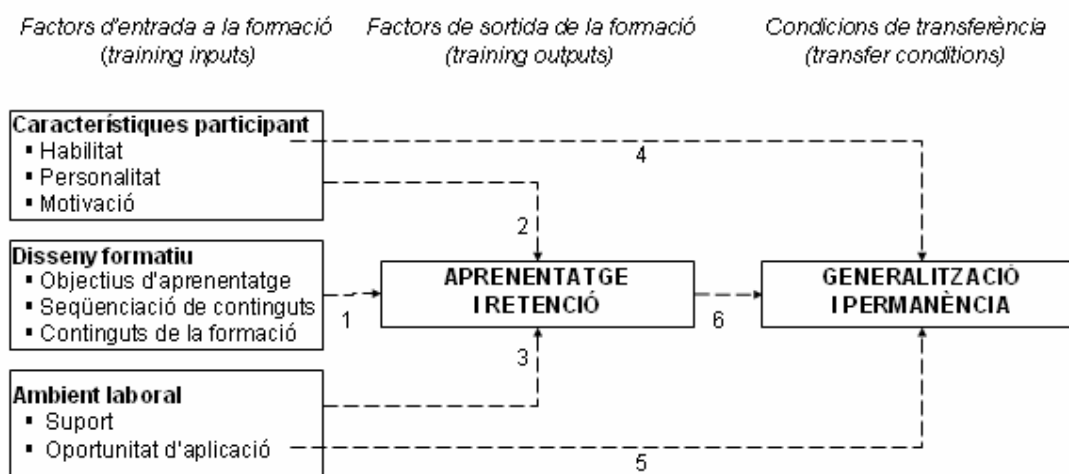 Factors d'entrada a la formació
(training inputs)
Factors de sortida de la formació
(training outputs)
Condicions de transferència
(transfer conditions)
Característiques participant
▪ Habilitat
▪ Personalitat
▪ Motivació
4
2
Disseny formatiu
▪ Objectius d'aprenentatge
▪ Seqüenciació de continguts
▪ Continguts de la formació
1
APRENENTATGE
I RETENCIÓ
6
GENERALITZACIÓ
I PERMANÈNCIA
3
Ambient laboral
▪ Suport
▪ Oportunitat d'aplicació
5